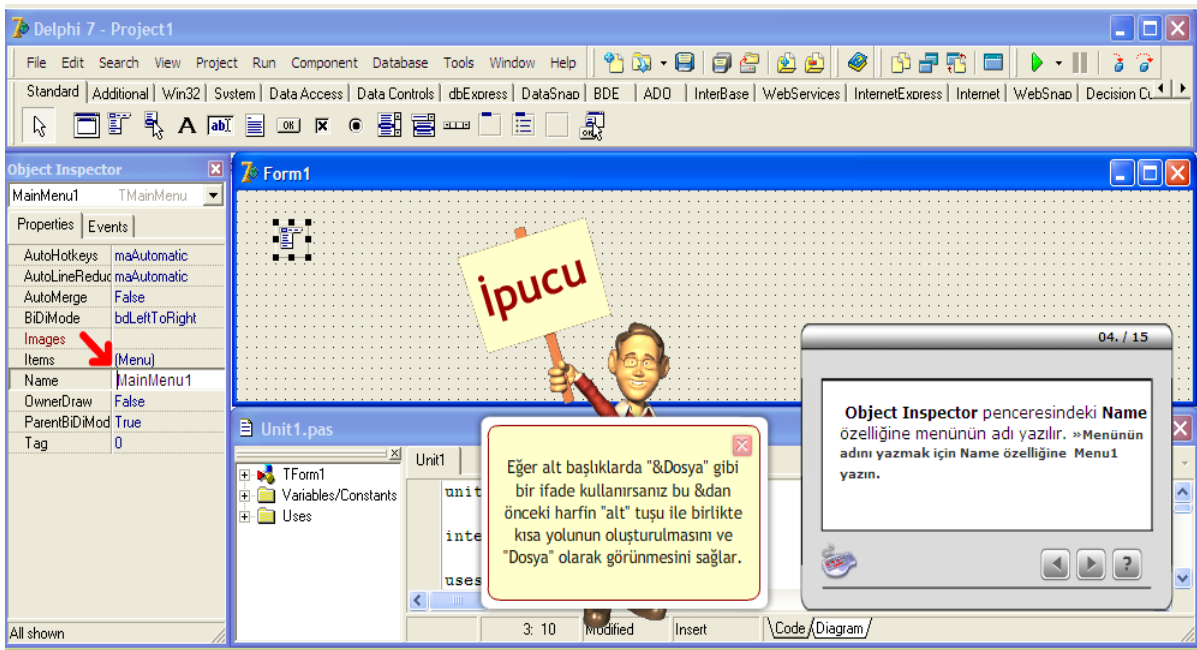 Delphi 7 - Project1
File Edit Search View Project Run Component Database Tools Window Help
Standard Additional Win32 System Data Access Data Controls dbExpress DataSnap BDE ADO InterBase WebServices InternetExpress Internet WebSnap Decision Cu
Object Inspector
MainMenu1 TMainMenu
Properties Events
AutoHotkeys maAutomatic
AutoLineReduc maAutomatic
AutoMerge False
BiDiMode bdLeftToRight
Images
Items (Menu)
Name MainMenu1
OwnerDraw False
ParentBiDiMod True
Tag 0
All shown
Form1
İpucu
Unit1.pas
TForm1
Variables/Constants
Uses
Unit1
unit
inte
uses
3: 10 Modified Insert Code Diagram
Eğer alt başlıklarda "&Dosya" gibi
bir ifade kullanırsanız bu &dan
önceki harfin "alt" tuşu ile birlikte
kısa yolunun oluşturulmasını ve
"Dosya" olarak görünmesini sağlar.
04. / 15
Object Inspector penceresindeki Name
özelliğine menünün adı yazılır. »Menünün
adını yazmak için Name özelliğine Menu1
yazın.
?